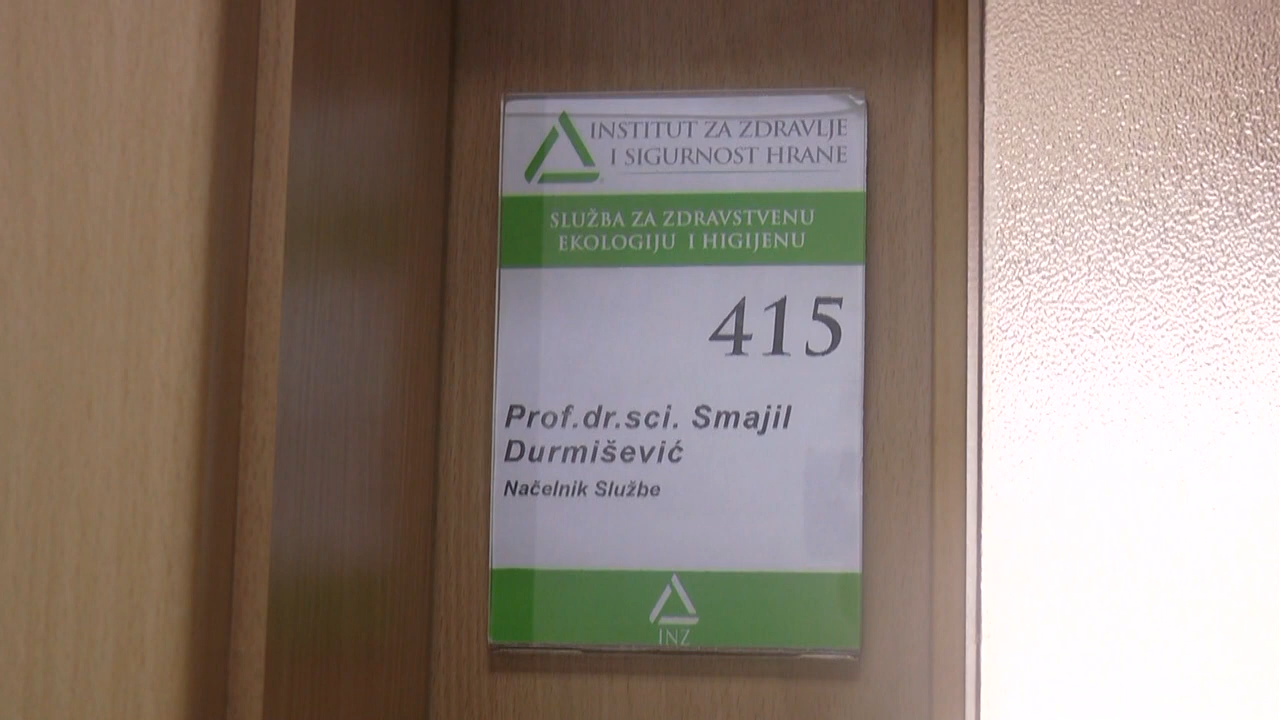 INSTITUT ZA ZDRAVLJE
I SIGURNOST HRANE
SLUŽBA ZA ZDRAVSTVENU
EKOLOGIJU I HIGIJENU
415
Prof.dr.sci. Smajil
Durmišević
Načelnik Službe
INZ